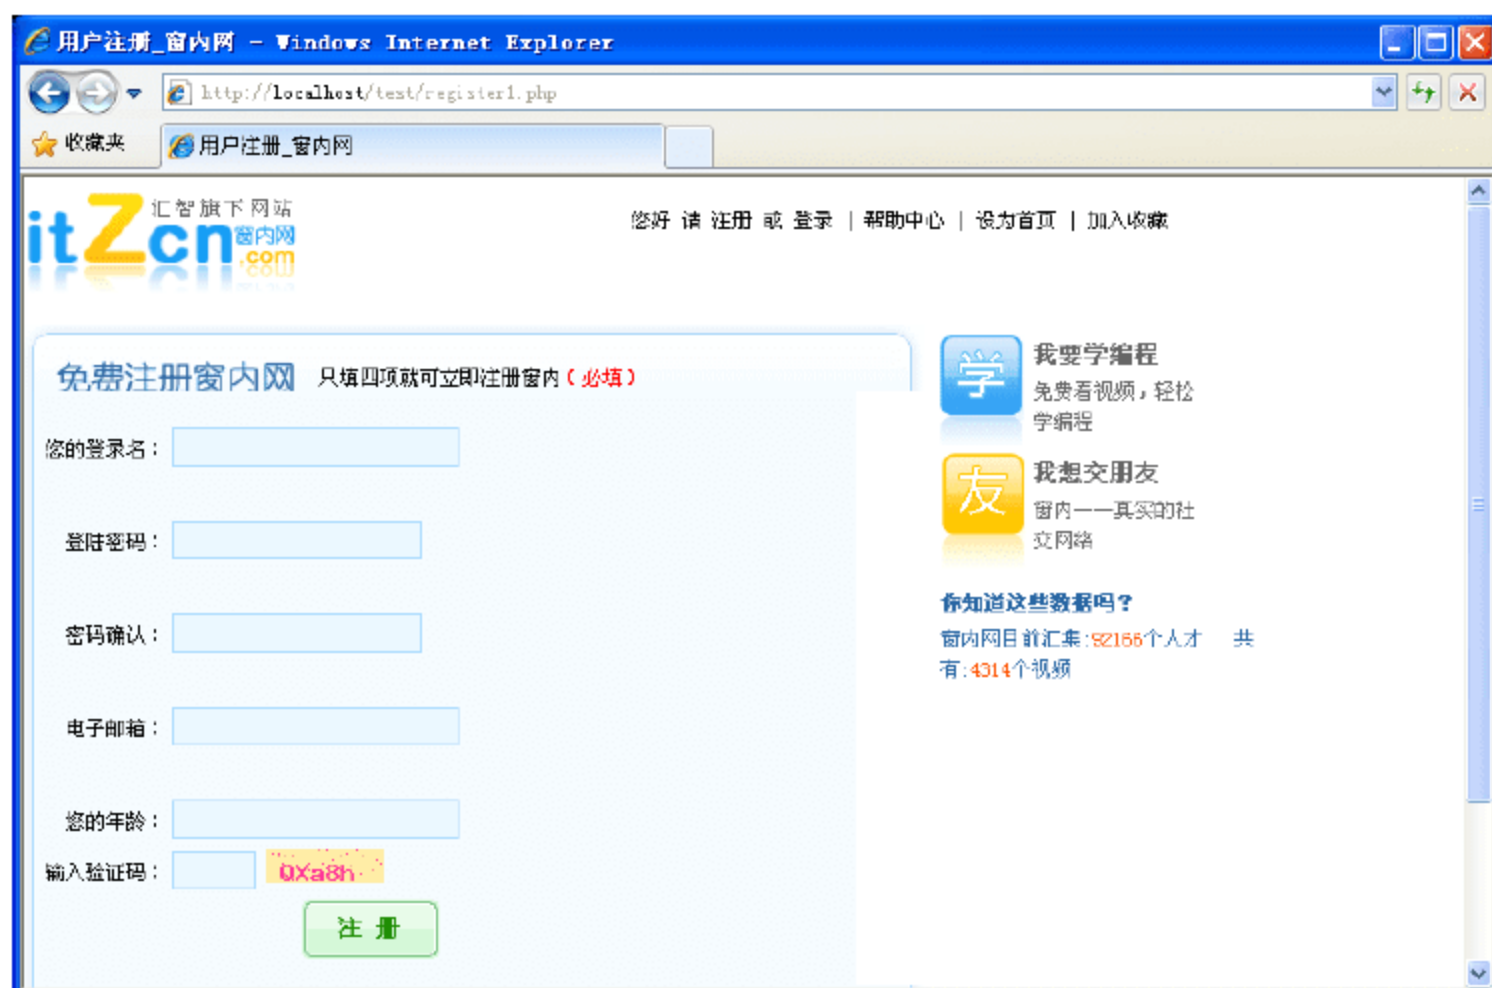 用户注册_窗内网 - Windows Internet Explorer
http://localhost/test/register1.php
收藏夹
用户注册_窗内网
汇智旗下网站
itZcn窗内网.com
您好 请 注册 或 登录 | 帮助中心 | 设为首页 | 加入收藏
免费注册窗内网 只填四项就可立即注册窗内(必填)
您的登录名:
登陆密码:
密码确认:
电子邮箱:
您的年龄:
输入验证码: QXa8h
注 册
学 我要学编程
免费看视频,轻松
学编程
友 我想交朋友
窗内——真实的社
交网络
你知道这些数据吗?
窗内网目前汇集:92166个人才 共
有:4314个视频